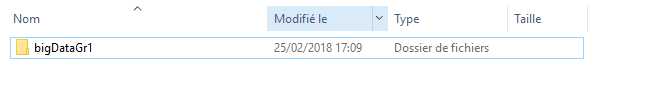 Nom Modifié le Type Taille
bigDataGr1 25/02/2018 17:09 Dossier de fichiers